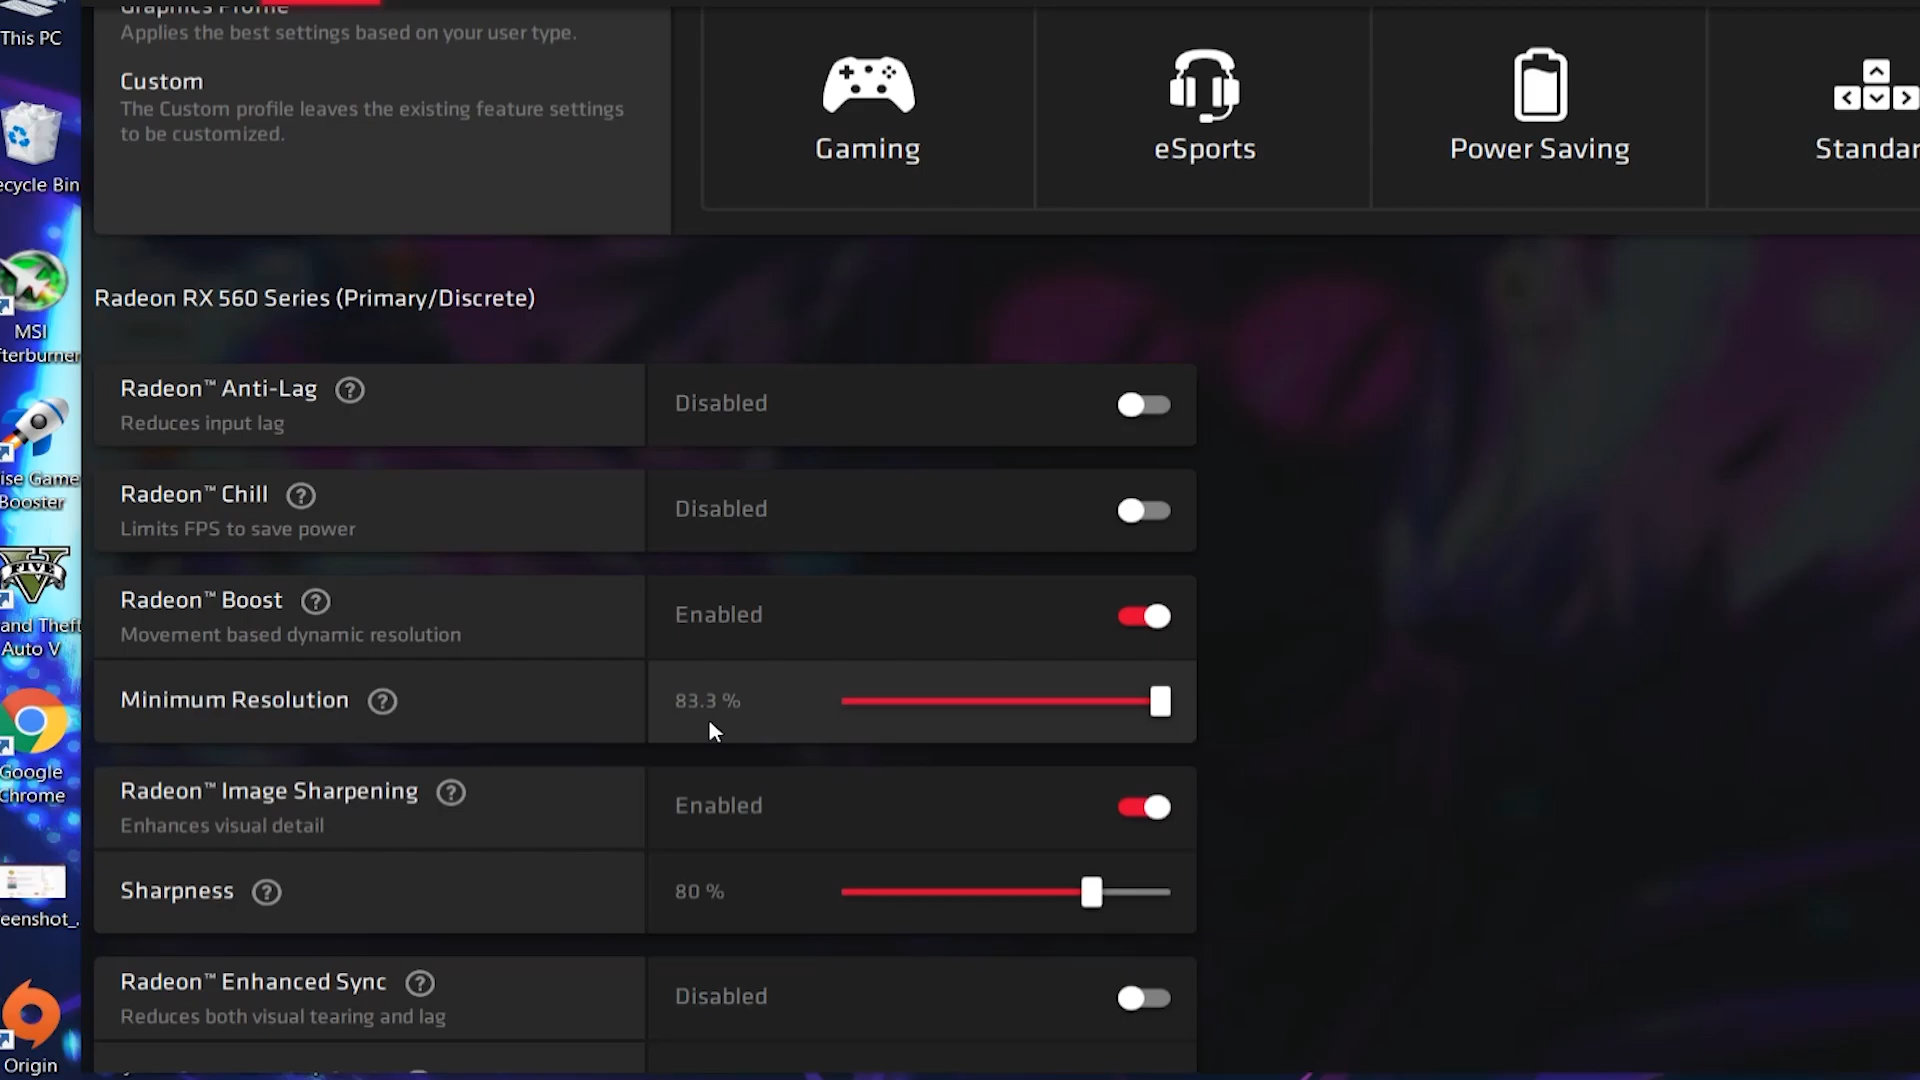 This PC
Graphics Profile
Applies the best settings based on your user type.
Custom
The Custom profile leaves the existing feature settings
to be customized.
Gaming
eSports
Power Saving
Standar
ecycle Bin
Radeon RX 560 Series (Primary/Discrete)
MSI
fterburner
Radeon™ Anti-Lag ?
Reduces input lag
Disabled
Radeon™ Chill ?
Limits FPS to save power
Disabled
ise Game
Booster
Radeon™ Boost ?
Movement based dynamic resolution
Enabled
FIVE
and Theft
Auto V
Minimum Resolution ?
83.3 %
Google
Chrome
Radeon™ Image Sharpening ?
Enhances visual detail
Enabled
Sharpness ?
80 %
eenshot_.
Radeon™ Enhanced Sync ?
Reduces both visual tearing and lag
Disabled
Origin